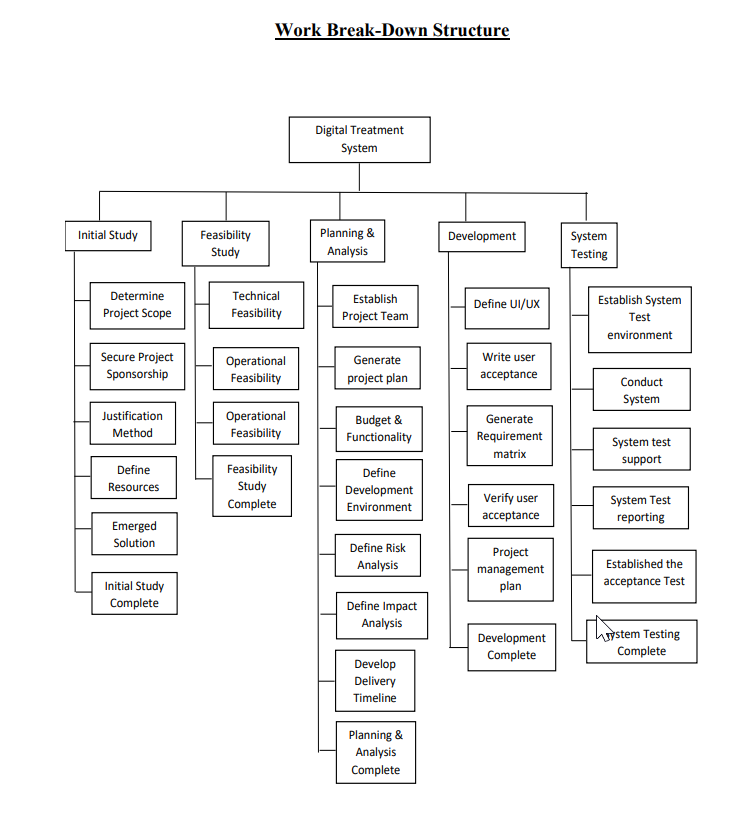 Work Break-Down Structure
Digital Treatment
System
Initial Study
Determine
Project Scope
Secure Project
Sponsorship
Justification
Method
Define
Resources
Emerged
Solution
Initial Study
Complete
Feasibility
Study
Technical
Feasibility
Operational
Feasibility
Operational
Feasibility
Feasibility
Study
Complete
Planning &
Analysis
Establish
Project Team
Generate
project plan
Budget &
Functionality
Define
Development
Environment
Define Risk
Analysis
Define Impact
Analysis
Develop
Delivery
Timeline
Planning &
Analysis
Complete
Development
Define UI/UX
Write user
acceptance
Generate
Requirement
matrix
Verify user
acceptance
Project
management
plan
Development
Complete
System
Testing
Establish System
Test
environment
Conduct
System
System test
support
System Test
reporting
Established the
acceptance Test
System Testing
Complete